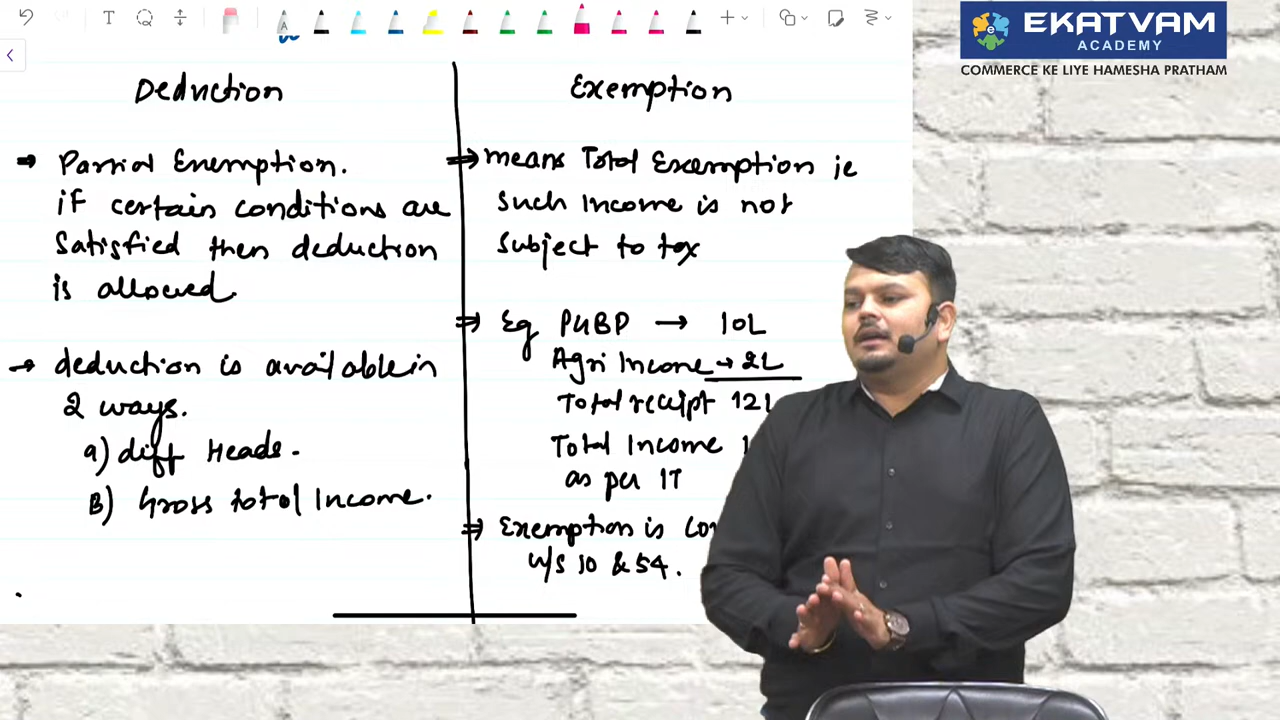 EKATVAM
ACADEMY
COMMERCE KE LIYE HAMESHA PRATHAM
Deduction
Partial Exemption.
if certain conditions are
Satisfied then deduction
is allowed.
deduction is available in
2 ways.
a) diff Heads.
B) Gross total Income.
Exemption
⇒ means Total Exemption ie
Such Income is not
Subject to tax
⇒ Eg PGBP → 10L
Agri Income → 2L
Total receipt 12L
Total Income
as per IT
⇒ Exemption is
u/s 10 & 54.